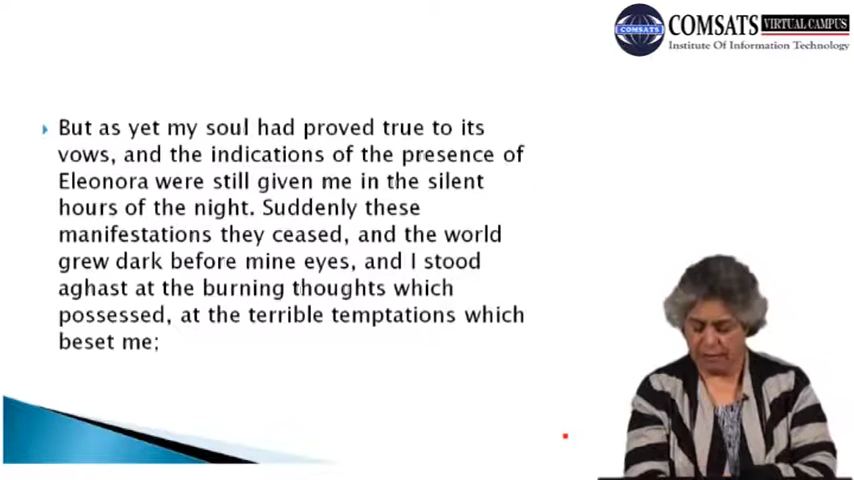 COMSATS
COMSATS VIRTUAL CAMPUS
Institute Of Information Technology
But as yet my soul had proved true to its
vows, and the indications of the presence of
Eleonora were still given me in the silent
hours of the night. Suddenly these
manifestations they ceased, and the world
grew dark before mine eyes, and I stood
aghast at the burning thoughts which
possessed, at the terrible temptations which
beset me;